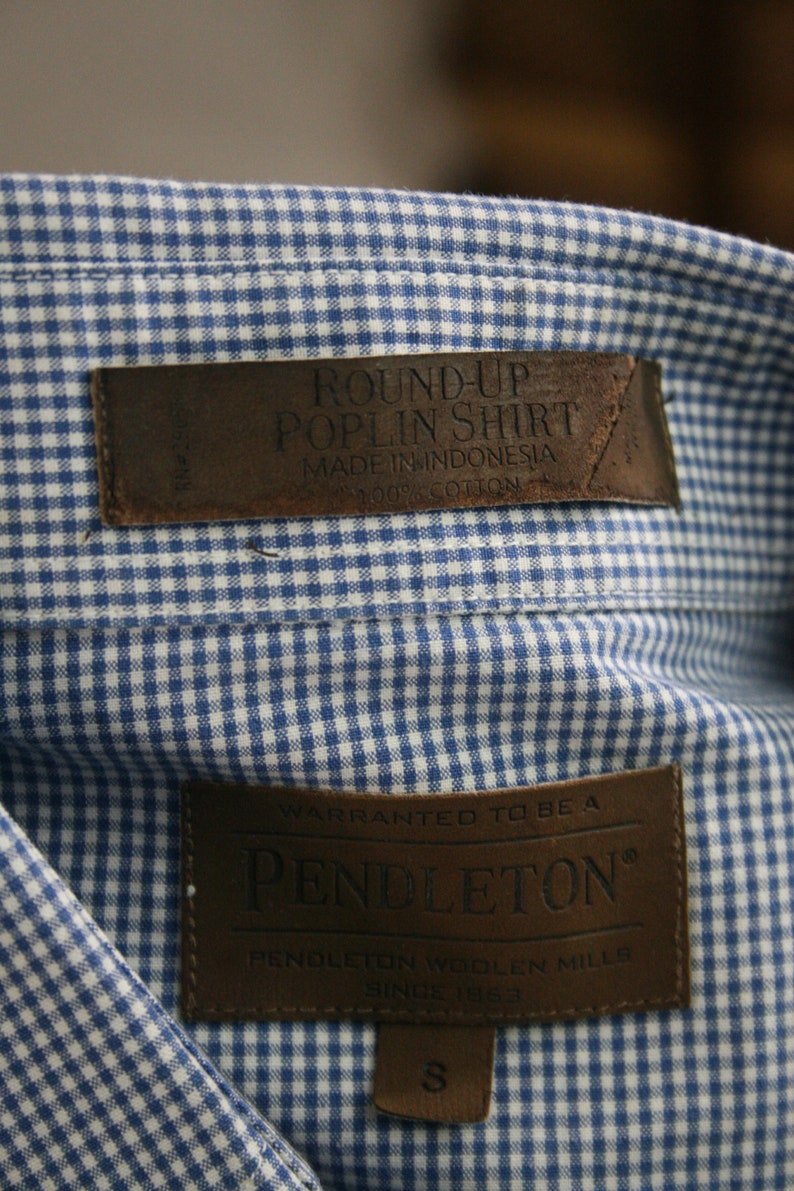 ROUND-UP
POPLIN SHIRT
MADE IN INDONESIA
100% COTTON
WARRANTED TO BE A
PENDLETON®
PENDLETON WOOLEN MILLS
SINCE 1863
S